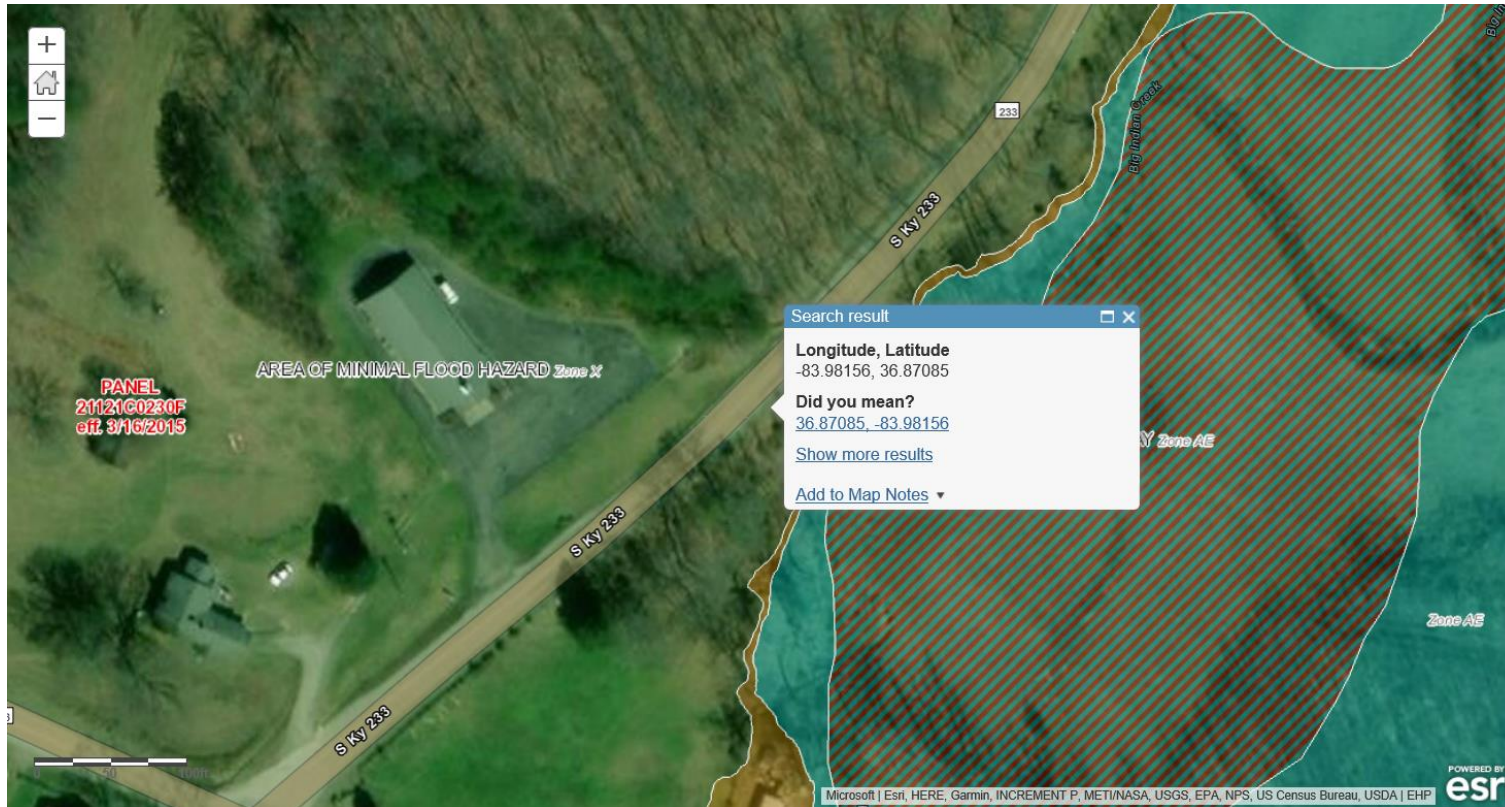 +
−
Big Indian Creek
233
S Ky 233
Search result
Longitude, Latitude
-83.98156, 36.87085
Did you mean?
36.87085, -83.98156
Show more results
Add to Map Notes
AREA OF MINIMAL FLOOD HAZARD Zone X
PANEL
21121C0230F
eff. 3/16/2015
Zone AE
S Ky 233
Zone AE
S Ky 233
0 50 100ft
Microsoft | Esri, HERE, Garmin, INCREMENT P, METI/NASA, USGS, EPA, NPS, US Census Bureau, USDA | EHP
POWERED BY
esri